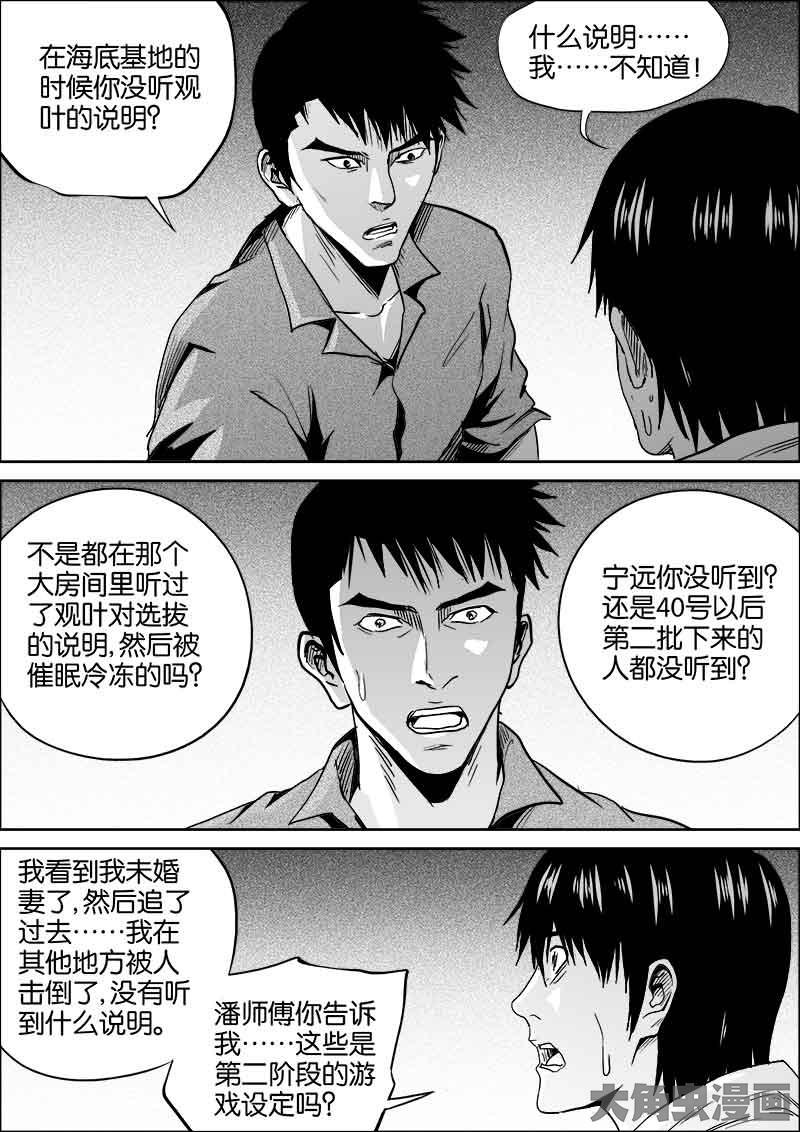 在海底基地的
时候你没听观
叶的说明？
什么说明……
我……不知道！
不是都在那个
大房间里听过
了观叶对选拔
的说明，然后被
催眠冷冻的吗？
宁远你没听到？
还是40号以后
第二批下来的
人都没听到？
我看到我未婚
妻了，然后追了
过去……我在
其他地方被人
击倒了，没有听
到什么说明。
潘师傅你告诉
我……这些是
第二阶段的游
戏设定吗？
大角虫漫画